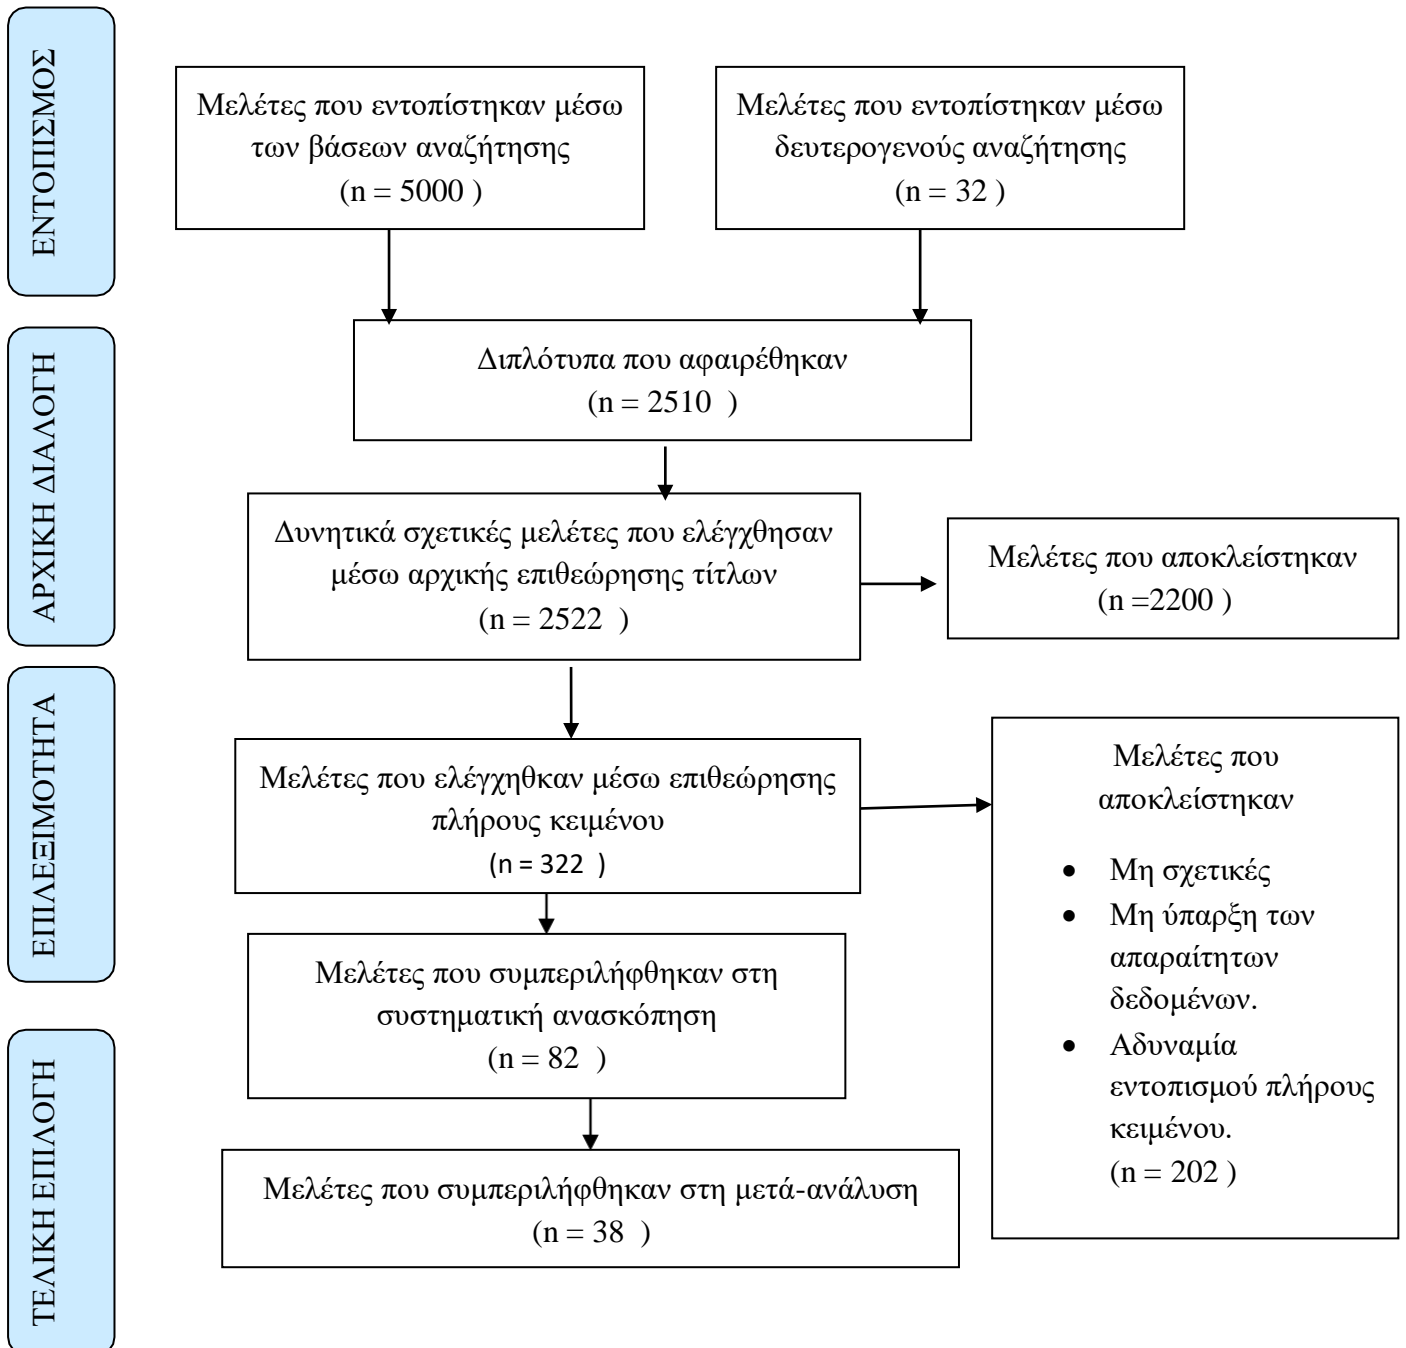 ΕΝΤΟΠΙΣΜΟΣ
Μελέτες που εντοπίστηκαν μέσω
των βάσεων αναζήτησης
(n = 5000 )
Μελέτες που εντοπίστηκαν μέσω
δευτερογενούς αναζήτησης
(n = 32 )
ΑΡΧΙΚΗ ΔΙΑΛΟΓΗ
Διπλότυπα που αφαιρέθηκαν
(n = 2510 )
Δυνητικά σχετικές μελέτες που ελέγχθησαν
μέσω αρχικής επιθεώρησης τίτλων
(n = 2522 )
Μελέτες που αποκλείστηκαν
(n =2200 )
ΕΠΙΛΕΞΙΜΟΤΗΤΑ
Μελέτες που ελέγχηθκαν μέσω επιθεώρησης
πλήρους κειμένου
(n = 322 )
Μελέτες που
αποκλείστηκαν
• Μη σχετικές
• Μη ύπαρξη των
απαραίτητων
δεδομένων.
• Αδυναμία
εντοπισμού πλήρους
κειμένου.
(n = 202 )
Μελέτες που συμπεριλήφθηκαν στη
συστηματική ανασκόπηση
(n = 82 )
ΤΕΛΙΚΗ ΕΠΙΛΟΓΗ
Μελέτες που συμπεριλήφθηκαν στη μετά-ανάλυση
(n = 38 )